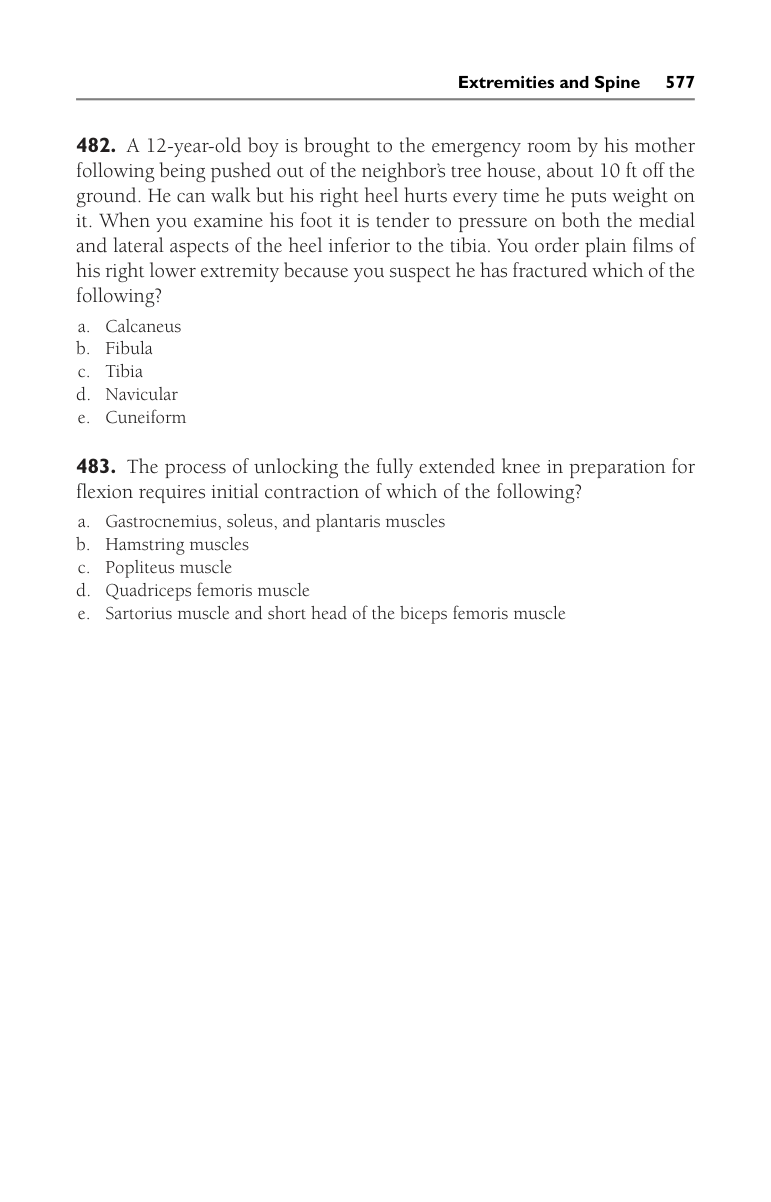 Extremities and Spine 577
482. A 12-year-old boy is brought to the emergency room by his mother
following being pushed out of the neighbor’s tree house, about 10 ft off the
ground. He can walk but his right heel hurts every time he puts weight on
it. When you examine his foot it is tender to pressure on both the medial
and lateral aspects of the heel inferior to the tibia. You order plain films of
his right lower extremity because you suspect he has fractured which of the
following?
a. Calcaneus
b. Fibula
c. Tibia
d. Navicular
e. Cuneiform
483. The process of unlocking the fully extended knee in preparation for
flexion requires initial contraction of which of the following?
a. Gastrocnemius, soleus, and plantaris muscles
b. Hamstring muscles
c. Popliteus muscle
d. Quadriceps femoris muscle
e. Sartorius muscle and short head of the biceps femoris muscle